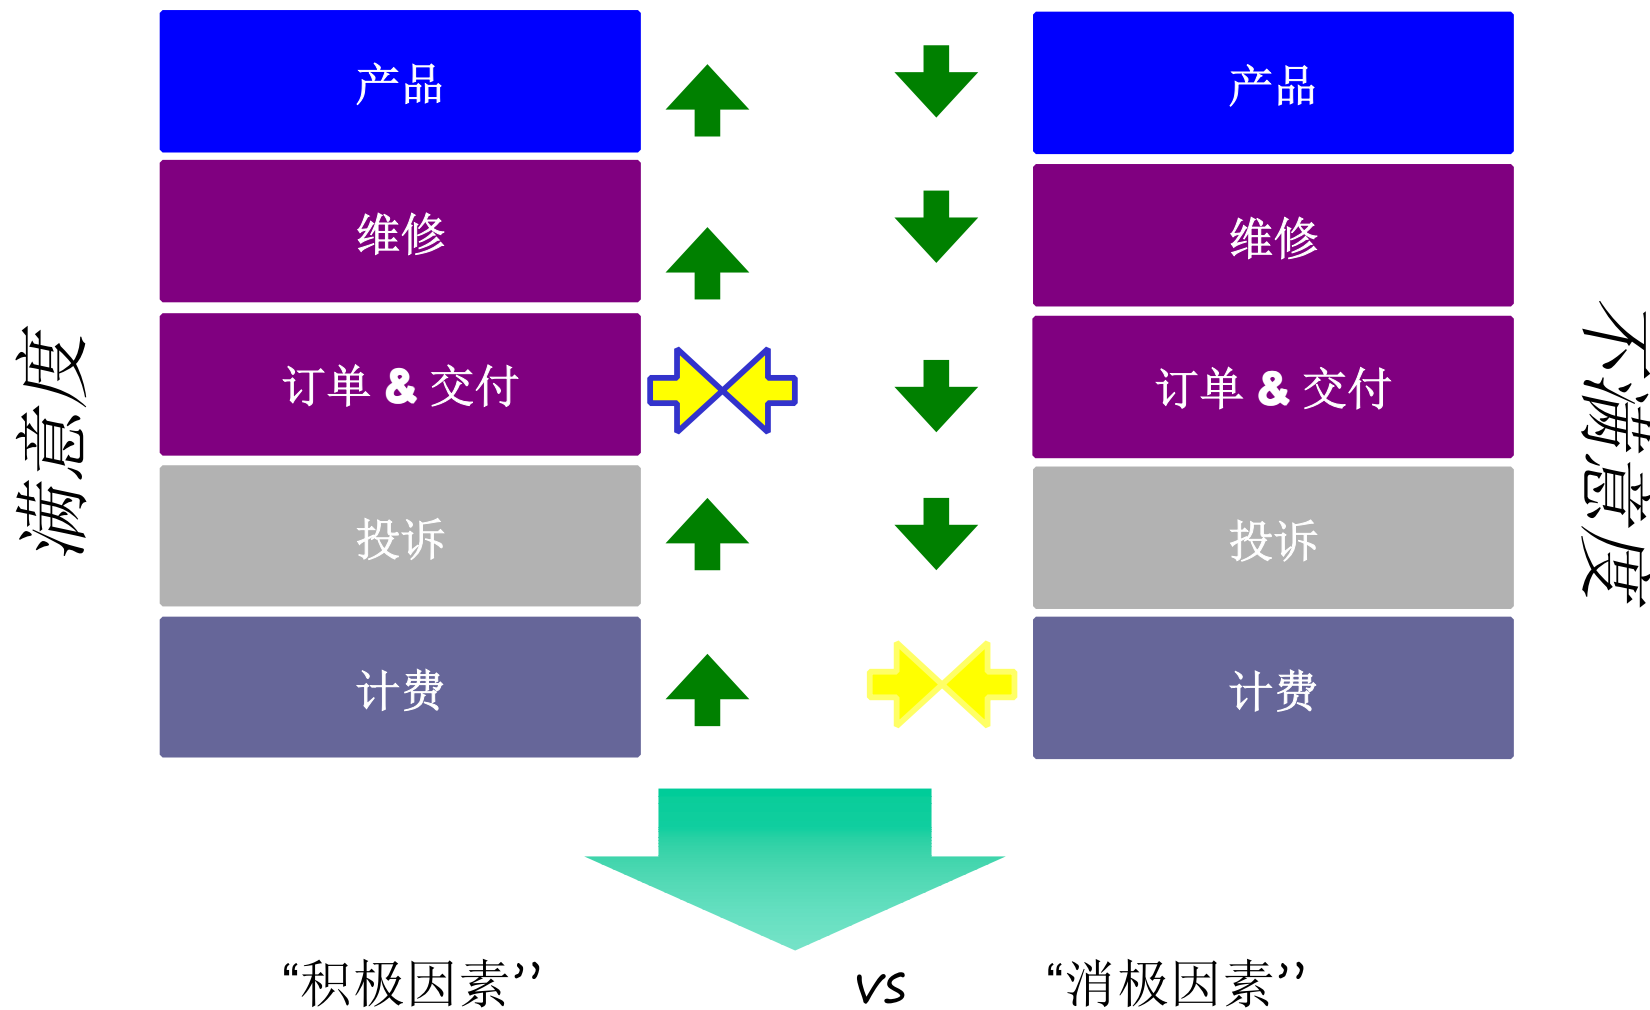 满意度
产品
维修
订单 & 交付
投诉
计费
产品
维修
订单 & 交付
投诉
计费
不满意度
“积极因素’’ vs “消极因素’’